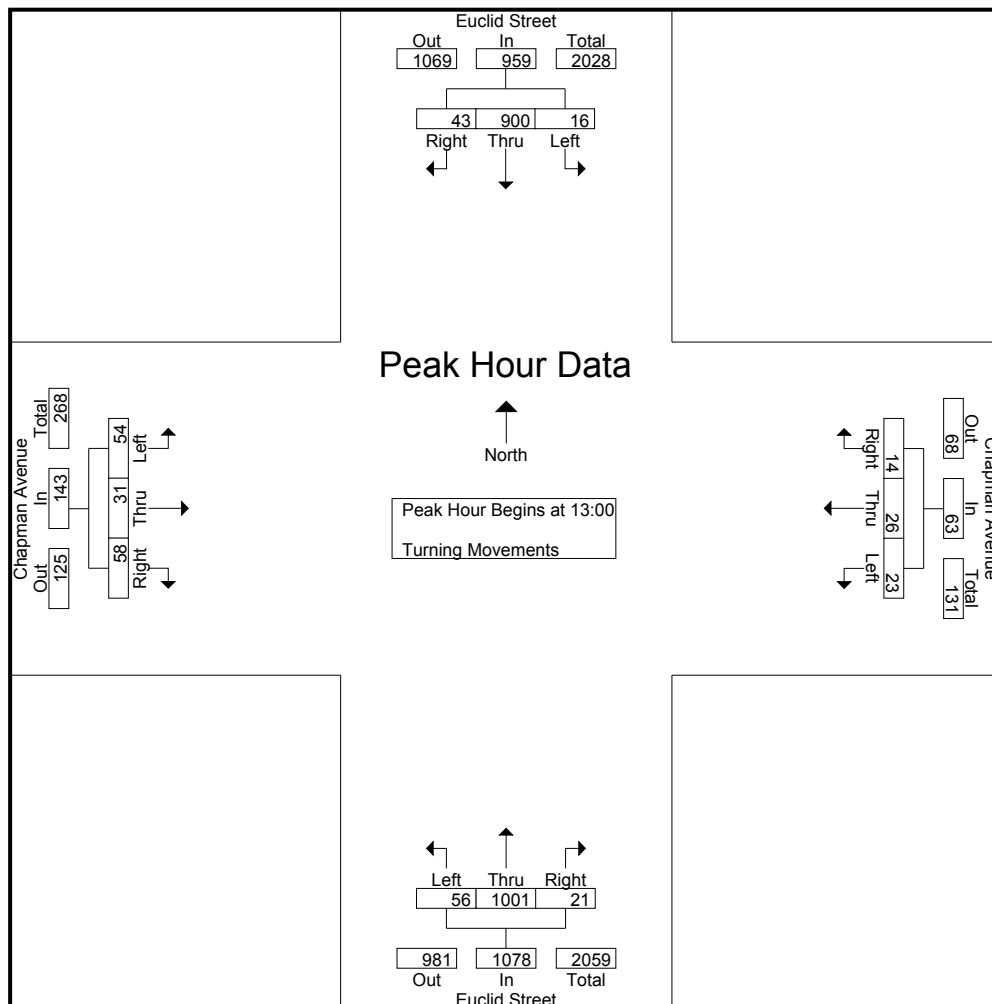 Euclid Street
Out In Total
1069 959 2028
43 900 16
Right Thru Left
Peak Hour Data
North
Peak Hour Begins at 13:00
Turning Movements
Chapman Avenue
Out In Total
125 143 268
54 31 58
Left Thru Right
Chapman Avenue
Out In Total
68 63 131
14 26 23
Right Thru Left
Left Thru Right
56 1001 21
981 1078 2059
Out In Total
Euclid Street